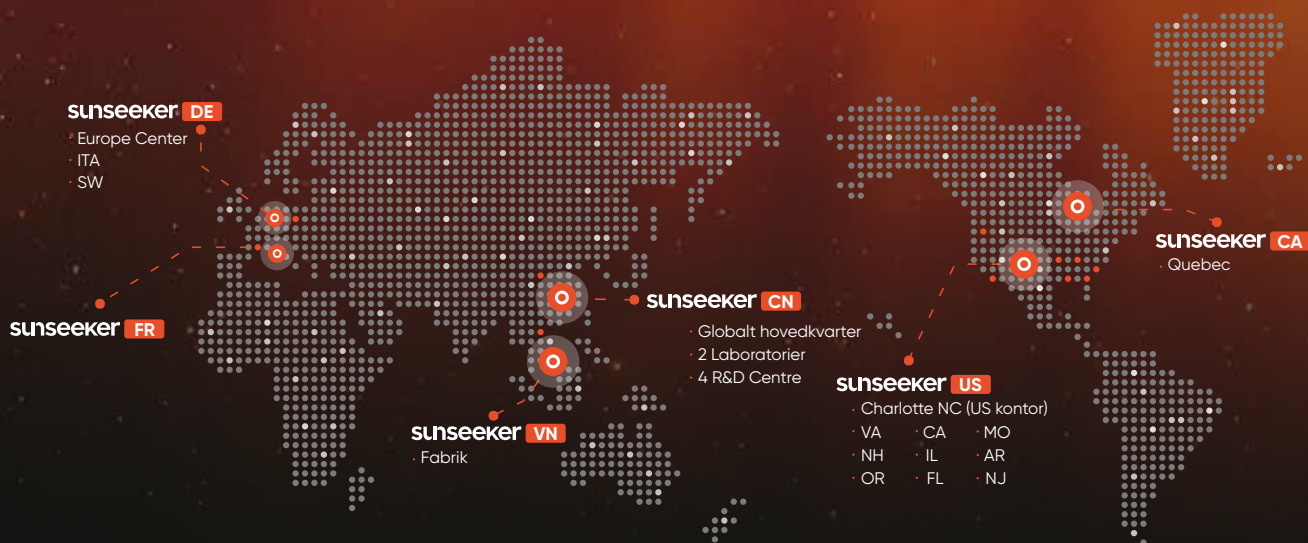 sunseeker DE
· Europe Center
· ITA
· SW
sunseeker FR
sunseeker CN
· Globalt hovedkvarter
· 2 Laboratorier
· 4 R&D Centre
sunseeker VN
· Fabrik
sunseeker US
· Charlotte NC (US kontor)
· VA · CA · MO
· NH · IL · AR
· OR · FL · NJ
sunseeker CA
· Quebec